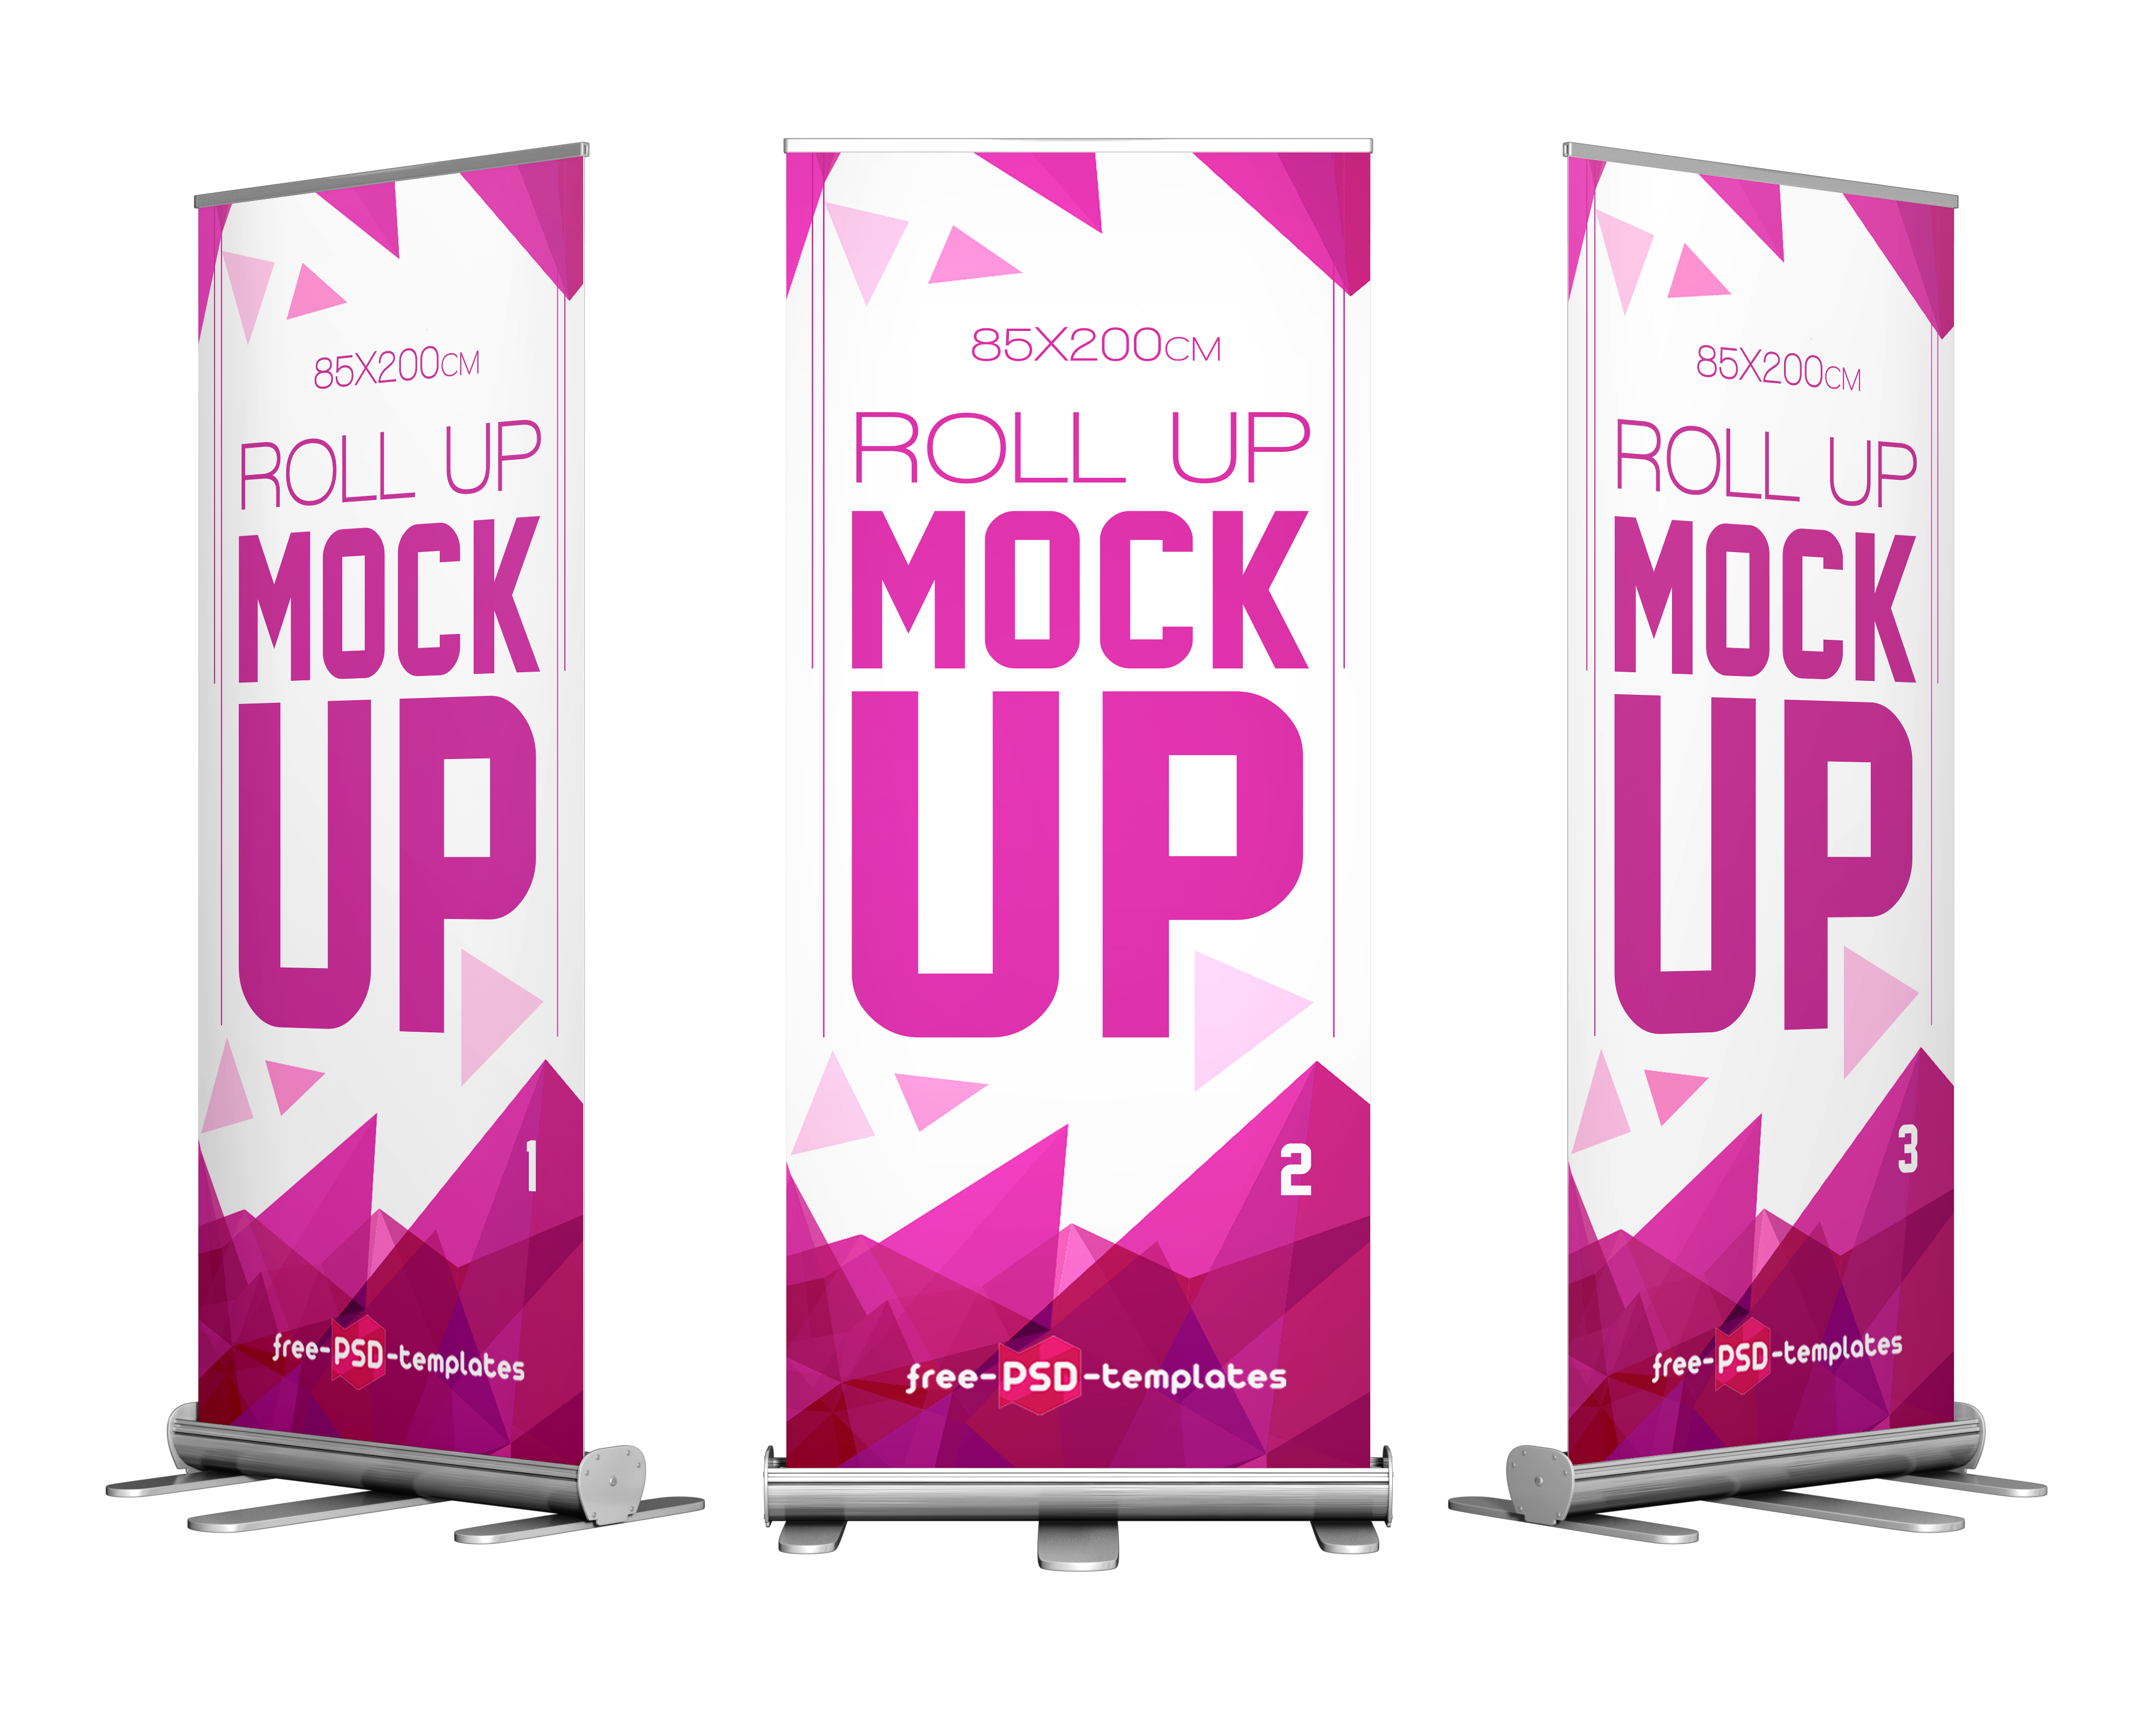 85X200CM
ROLL UP
MOCK
UP
1
free-PSD-templates
85X200CM
ROLL UP
MOCK
UP
2
free-PSD-templates
85X200CM
ROLL UP
MOCK
UP
3
free-PSD-templates